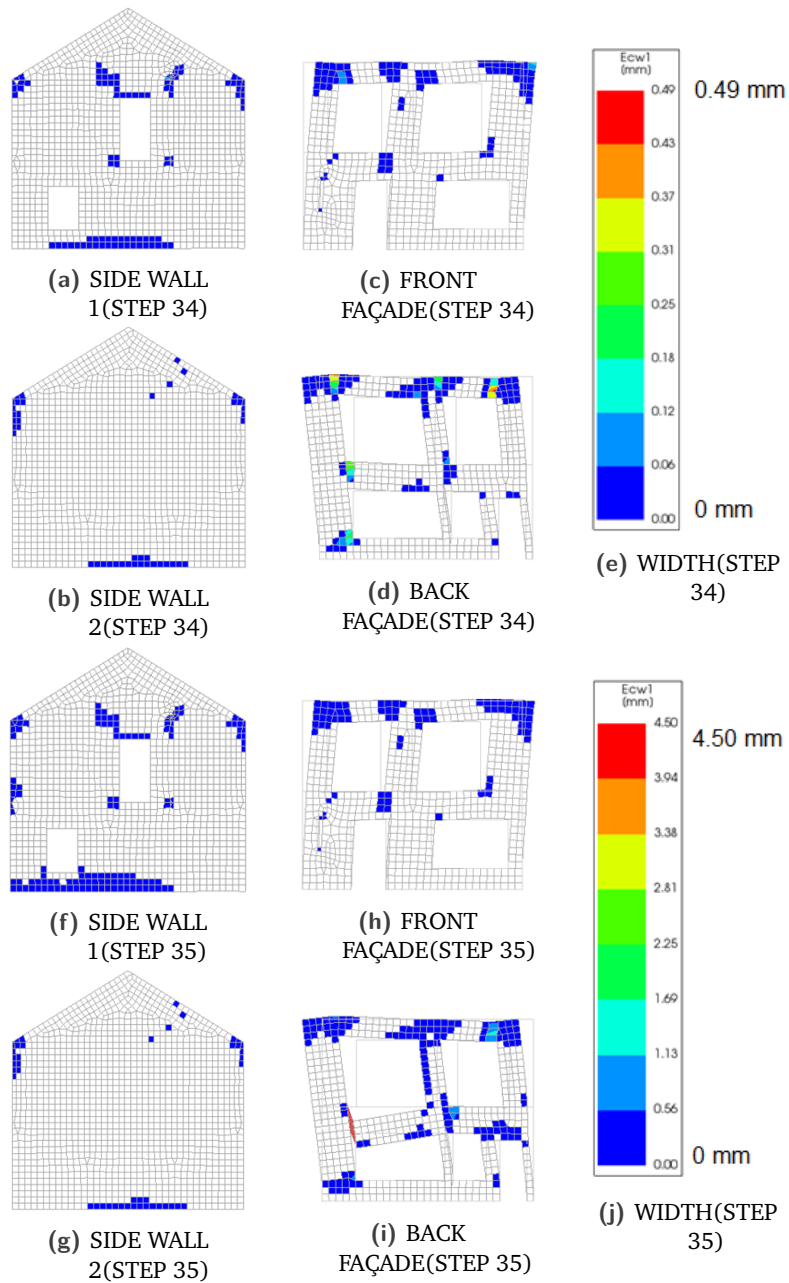 (a) SIDE WALL
1(STEP 34)
(c) FRONT
FAÇADE(STEP 34)
Ecw1
(mm)
0.49
0.43
0.37
0.31
0.25
0.18
0.12
0.06
0.00
0.49 mm
0 mm
(b) SIDE WALL
2(STEP 34)
(d) BACK
FAÇADE(STEP 34)
(e) WIDTH(STEP
34)
(f) SIDE WALL
1(STEP 35)
(h) FRONT
FAÇADE(STEP 35)
Ecw1
(mm)
4.50
3.94
3.38
2.81
2.25
1.69
1.13
0.56
0.00
4.50 mm
0 mm
(g) SIDE WALL
2(STEP 35)
(i) BACK
FAÇADE(STEP 35)
(j) WIDTH(STEP
35)